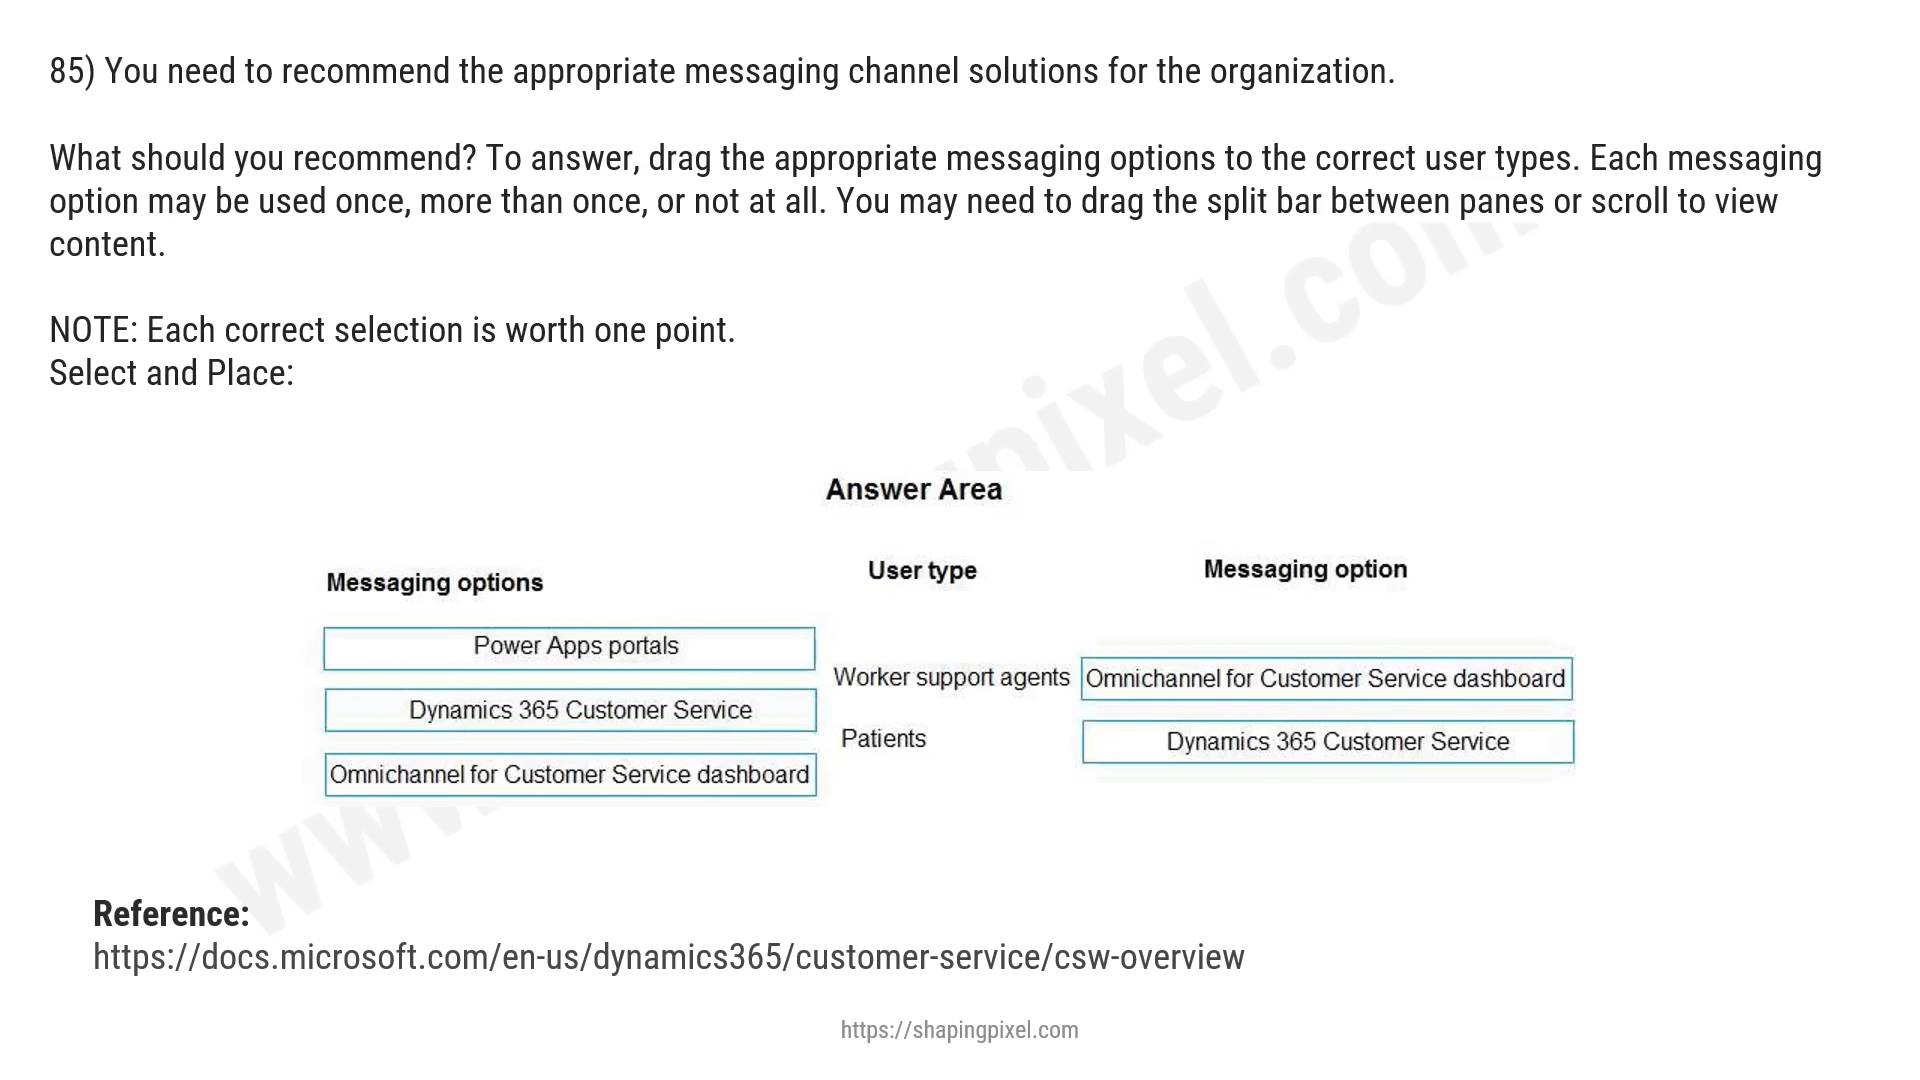 85) You need to recommend the appropriate messaging channel solutions for the organization.
What should you recommend? To answer, drag the appropriate messaging options to the correct user types. Each messaging
option may be used once, more than once, or not at all. You may need to drag the split bar between panes or scroll to view
content.
NOTE: Each correct selection is worth one point.
Select and Place:
Answer Area
Messaging options
User type
Messaging option
Power Apps portals
Dynamics 365 Customer Service
Omnichannel for Customer Service dashboard
Worker support agents
Omnichannel for Customer Service dashboard
Patients
Dynamics 365 Customer Service
Reference:
https://docs.microsoft.com/en-us/dynamics365/customer-service/csw-overview
https://shapingpixel.com